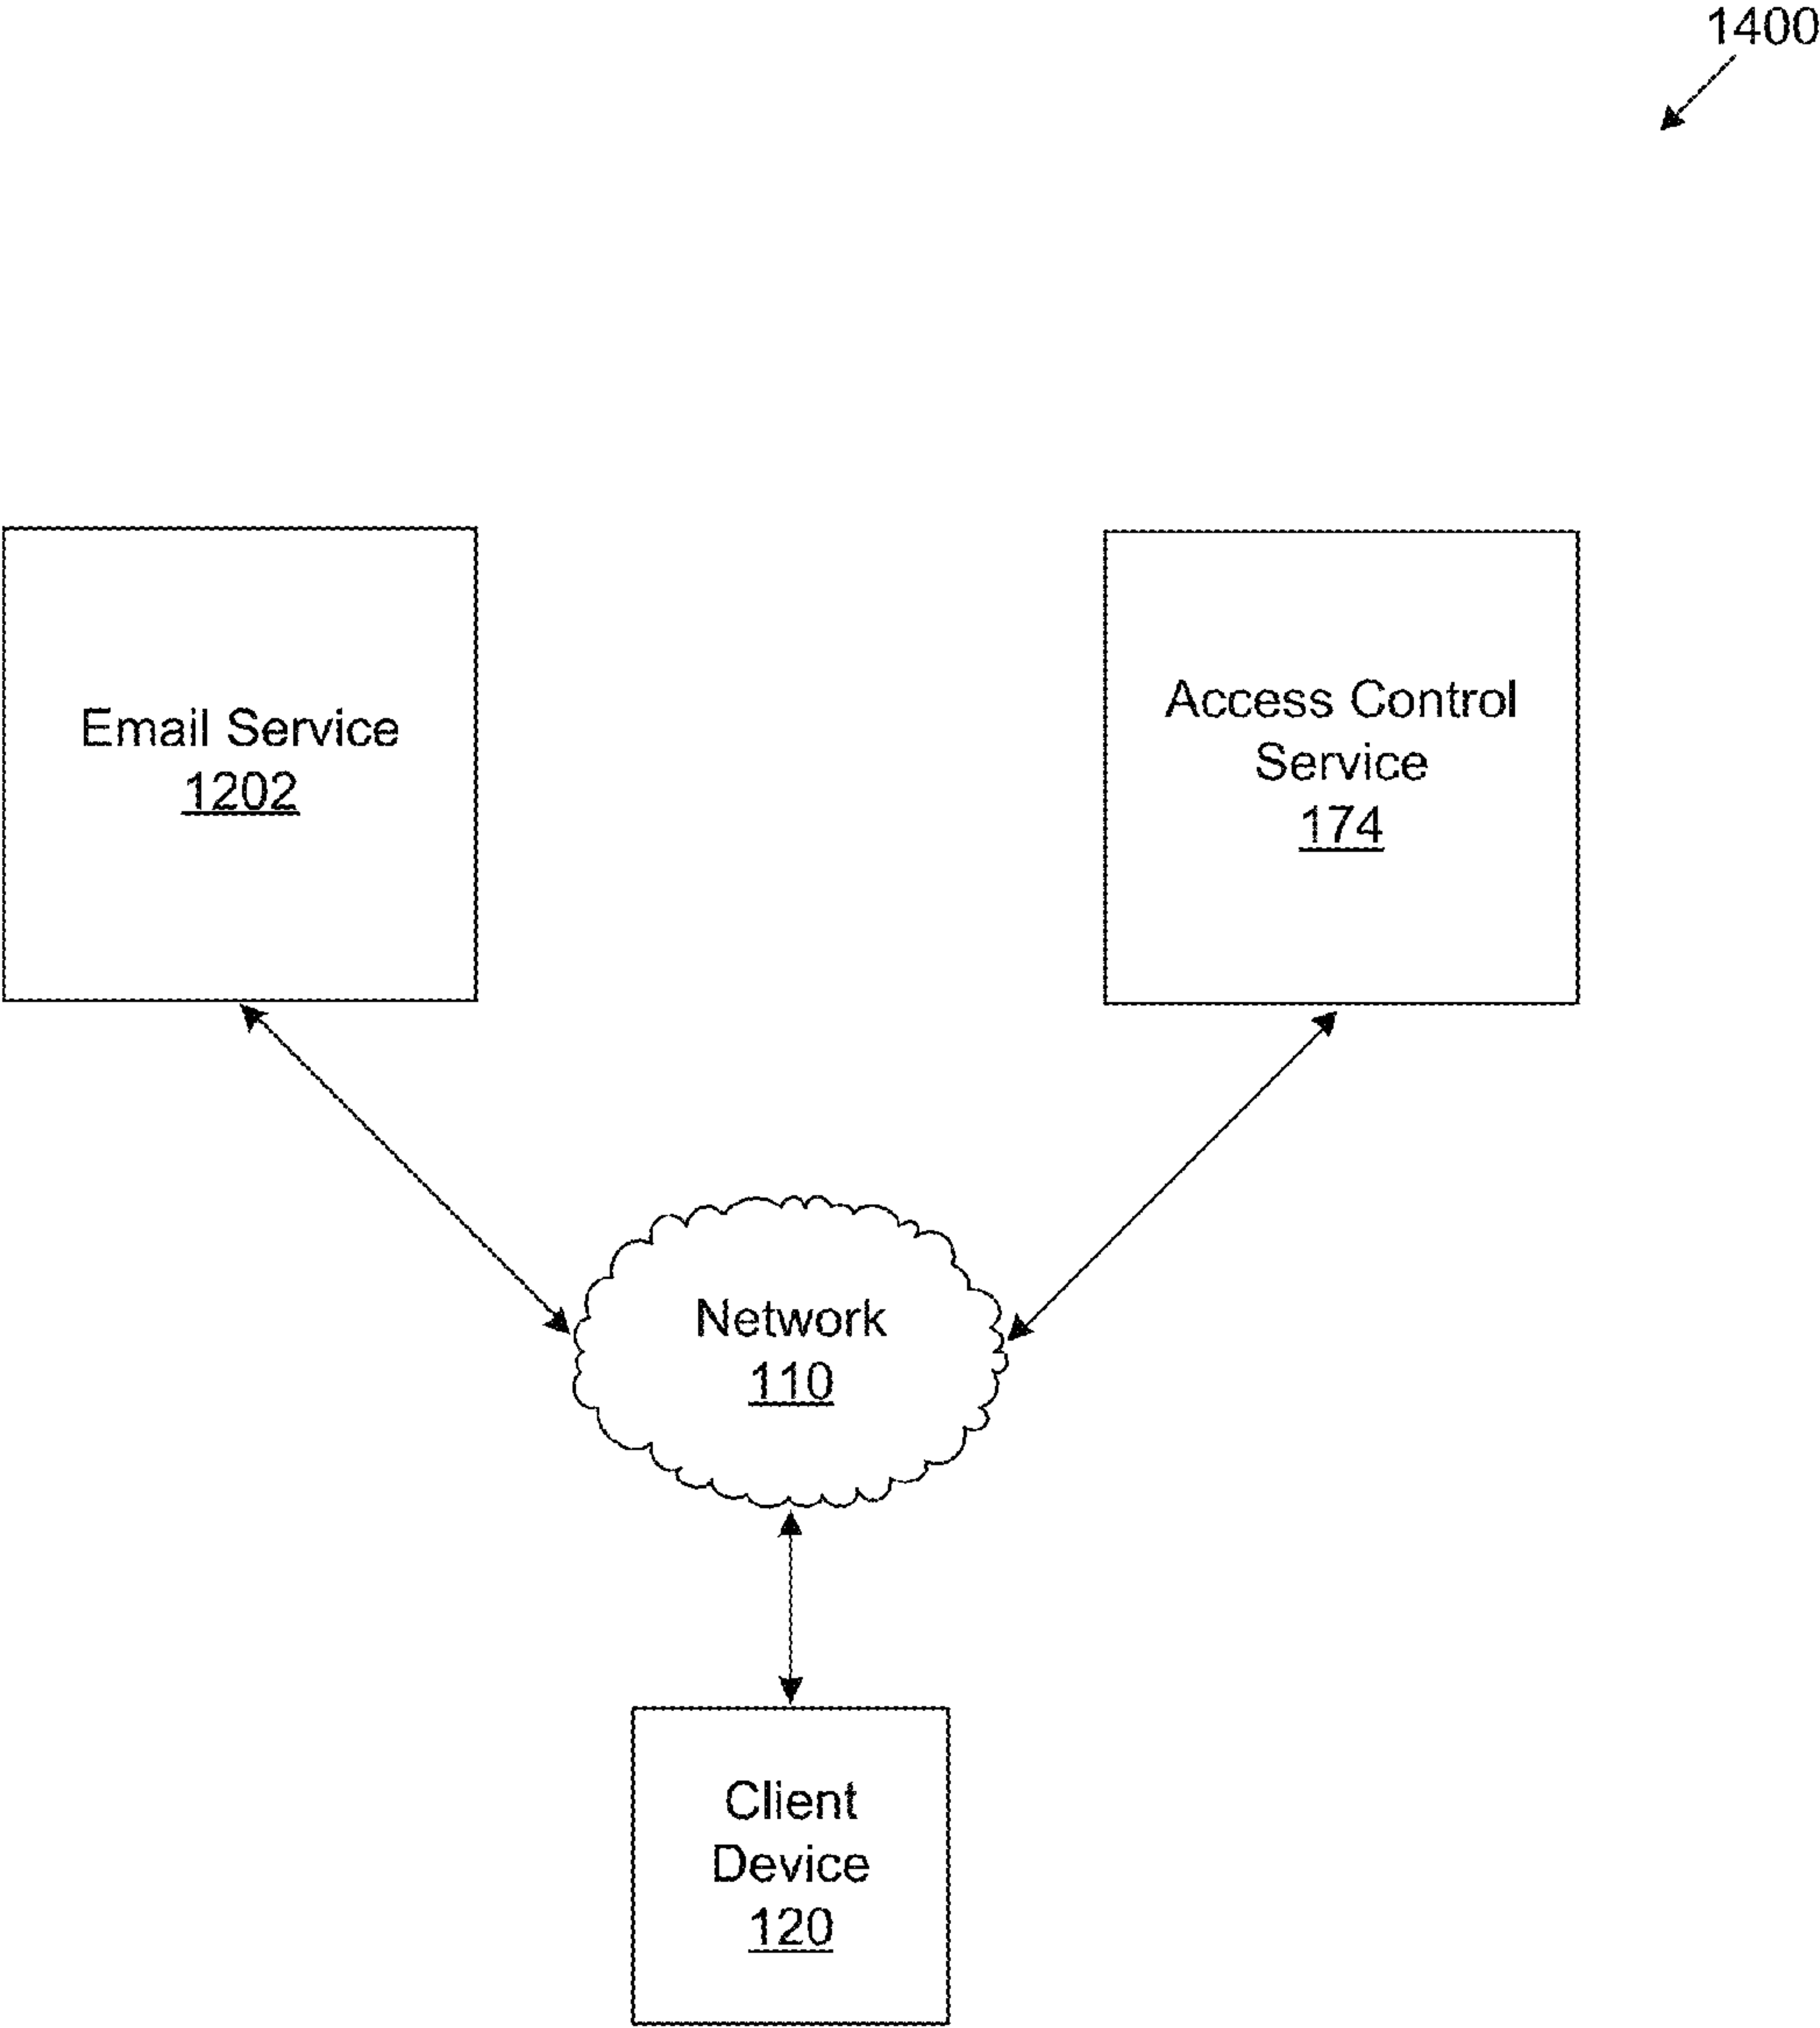 1400
Email Service
1202
Access Control
Service
174
Network
110
Client
Device
120